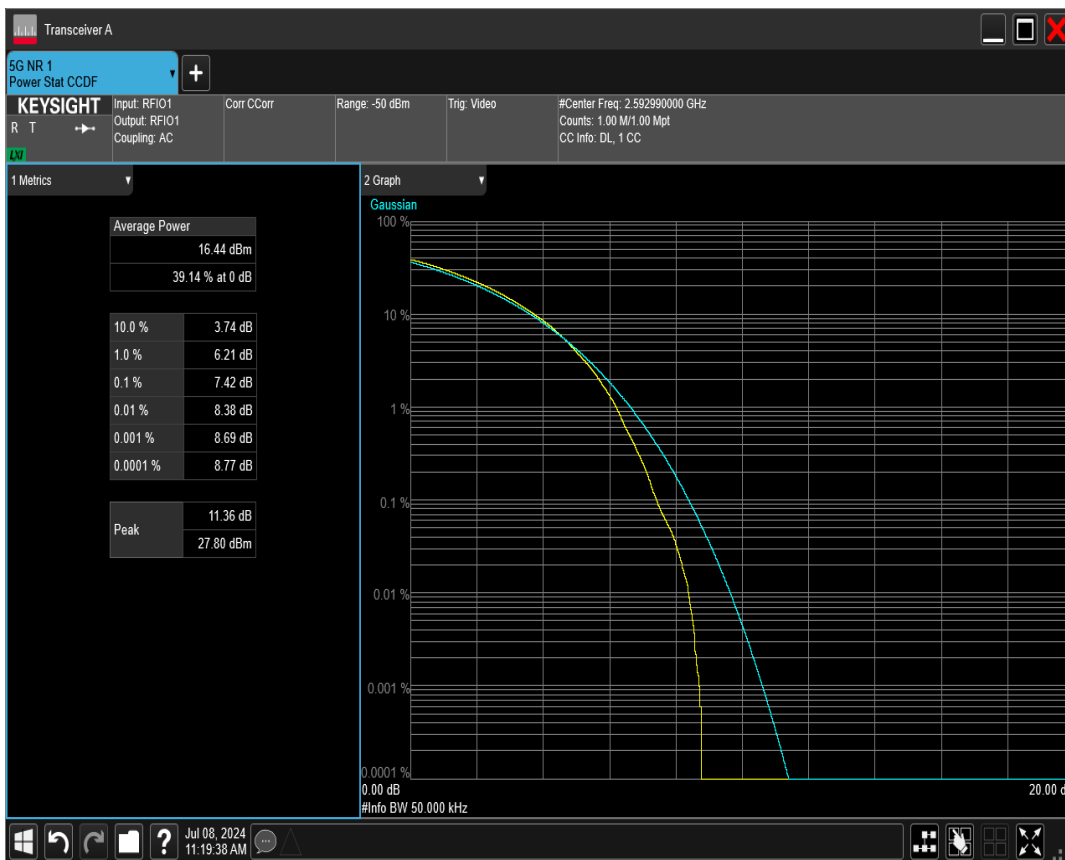 Transceiver A
5G NR 1
Power Stat CCDF
KEYSIGHT
R T
LXI
Input: RFIO1
Output: RFIO1
Coupling: AC
Corr CCorr
Range: -50 dBm
Trig: Video
#Center Freq: 2.592990000 GHz
Counts: 1.00 M/1.00 Mpt
CC Info: DL, 1 CC
1 Metrics
Average Power
16.44 dBm
39.14 % at 0 dB
10.0 % 3.74 dB
1.0 % 6.21 dB
0.1 % 7.42 dB
0.01 % 8.38 dB
0.001 % 8.69 dB
0.0001 % 8.77 dB
Peak
11.36 dB
27.80 dBm
2 Graph
Gaussian
100 %
10 %
1 %
0.1 %
0.01 %
0.001 %
0.0001 %
0.00 dB
20.00 d
#Info BW 50.000 kHz
?
Jul 08, 2024
11:19:38 AM